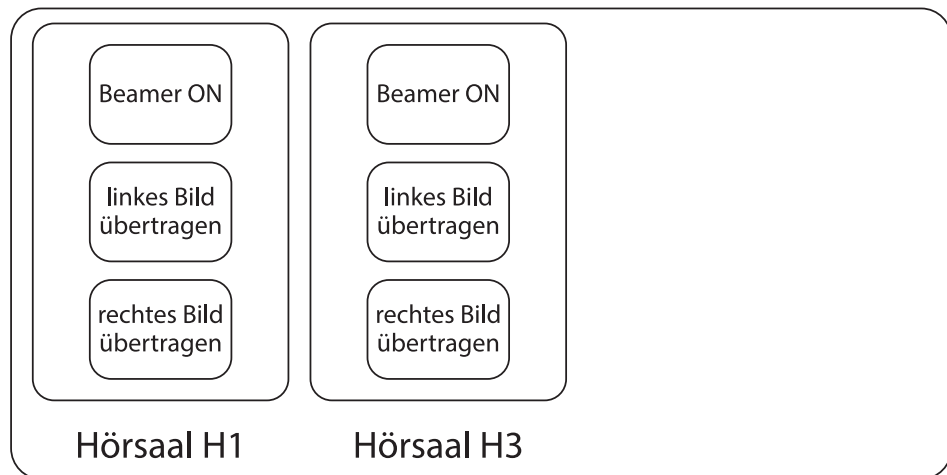 Beamer ON
linkes Bild
übertragen
rechtes Bild
übertragen
Hörsaal H1
Beamer ON
linkes Bild
übertragen
rechtes Bild
übertragen
Hörsaal H3